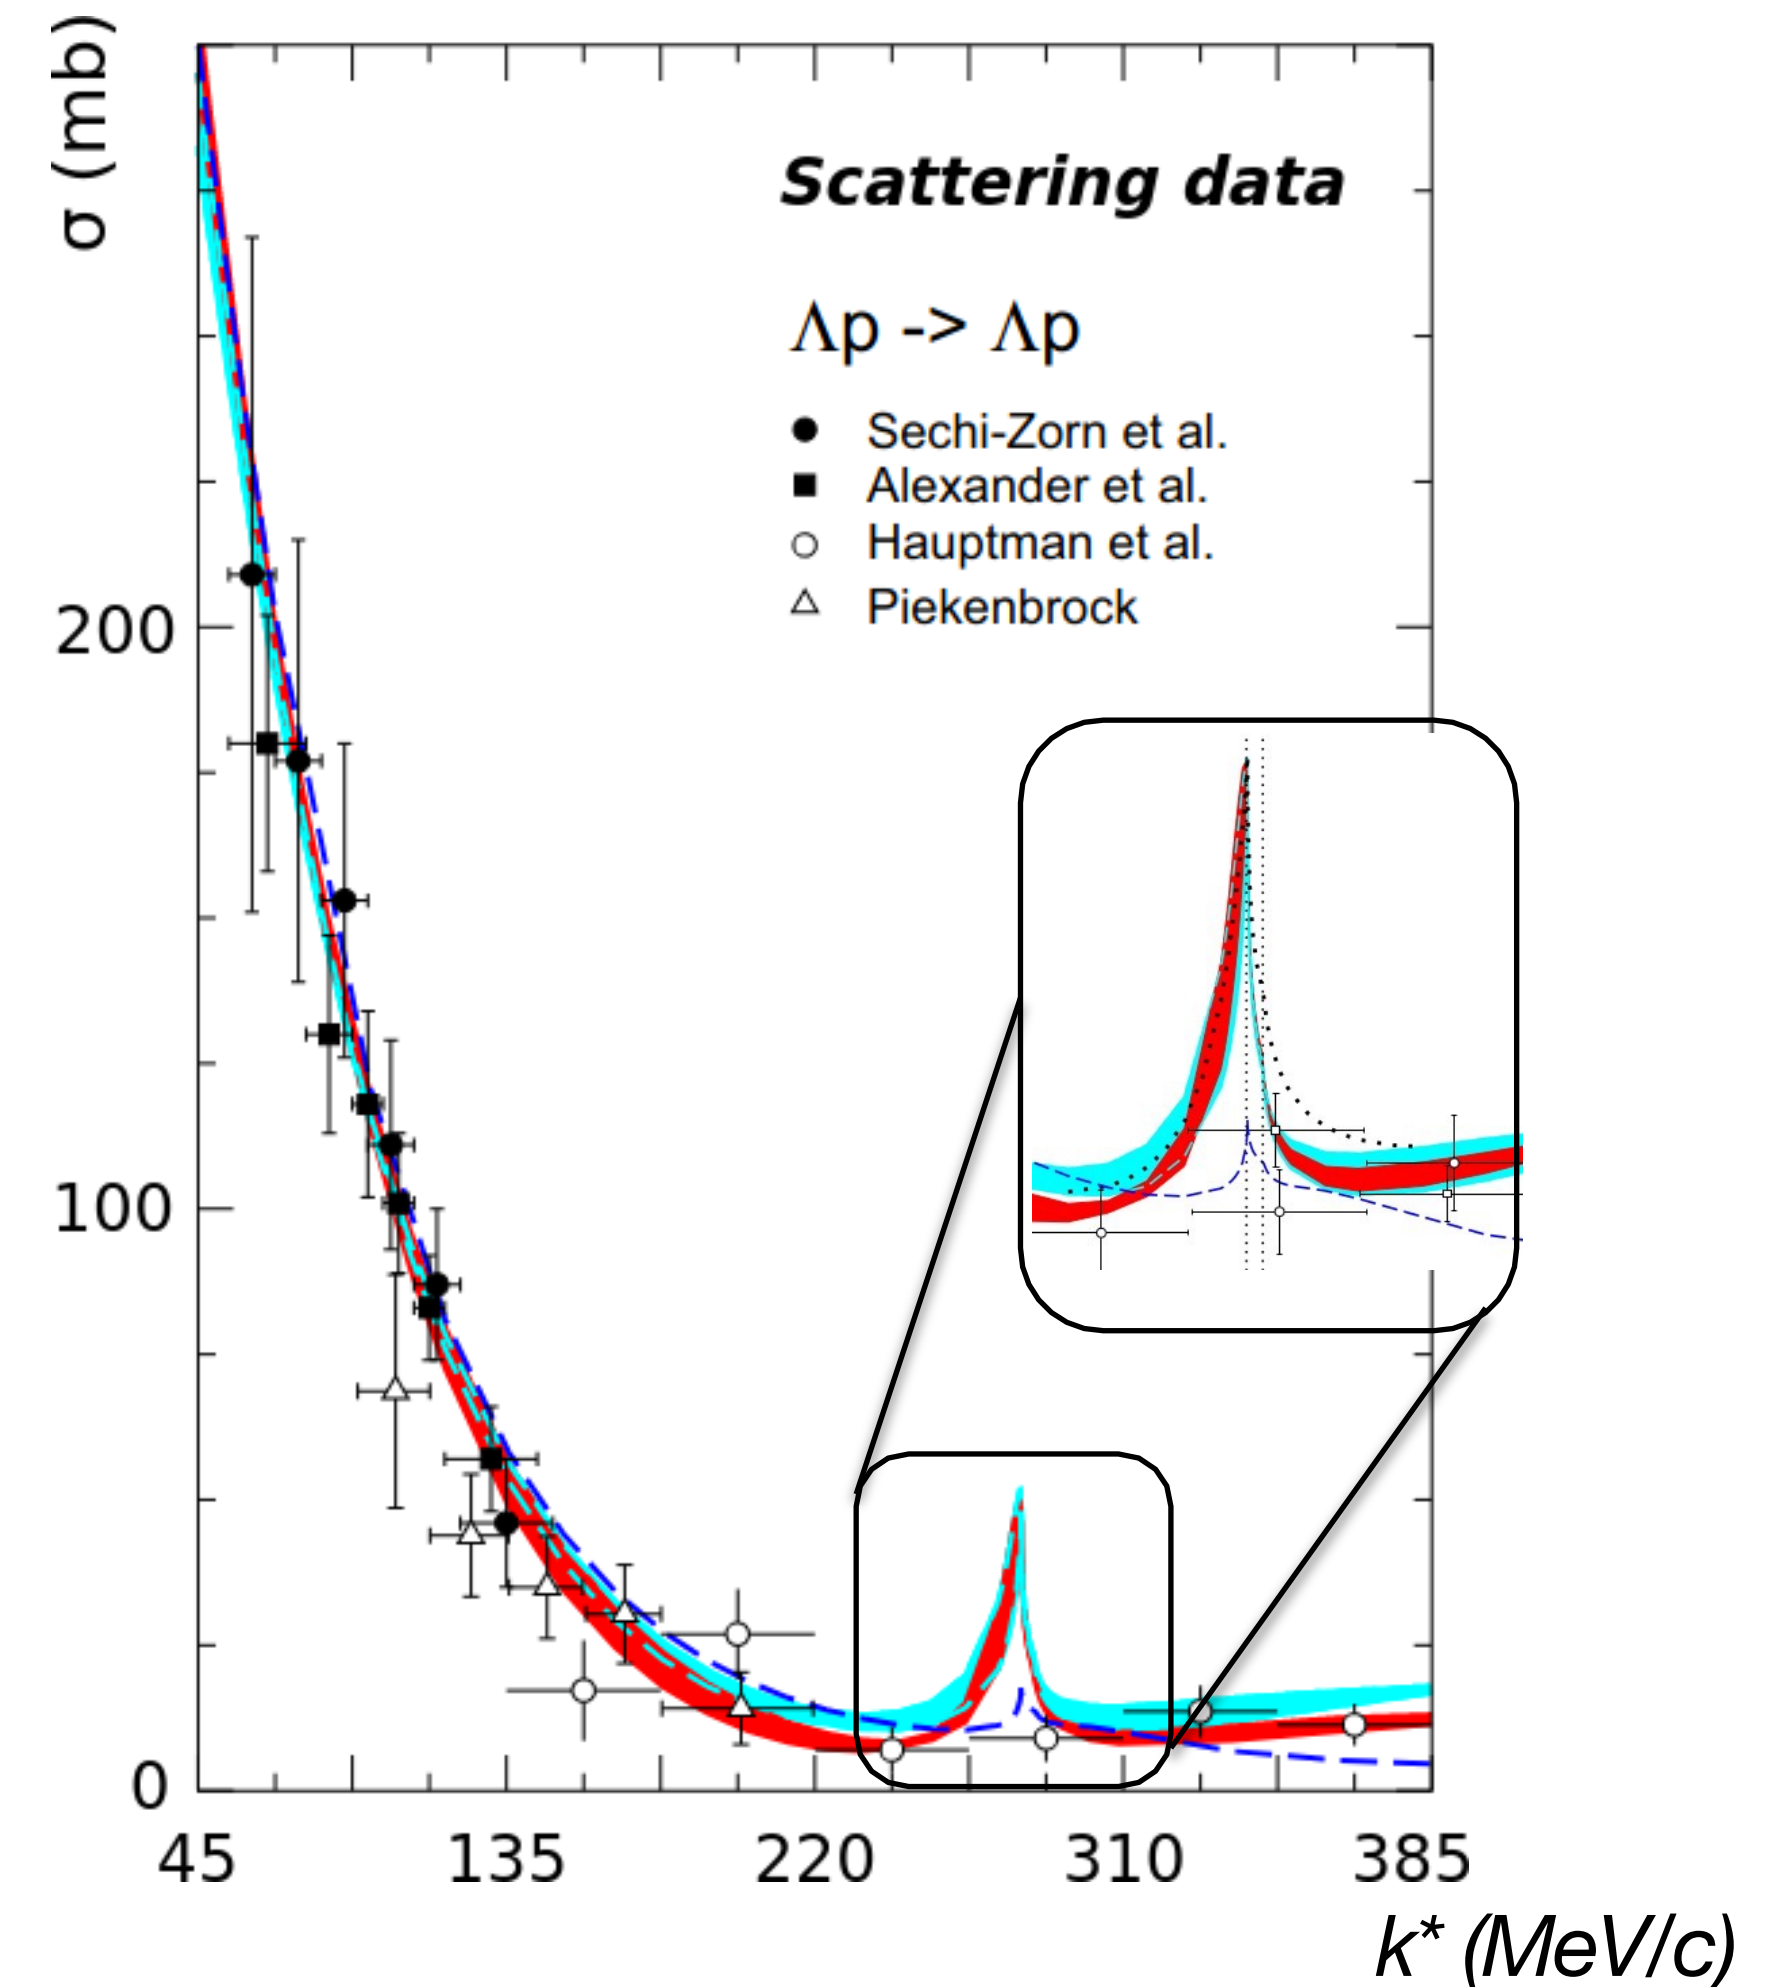 σ (mb)
Scattering data
Λp -> Λp
Sechi-Zorn et al.
Alexander et al.
Hauptman et al.
Piekenbrock
200
100
0
45 135 220 310 385
k* (MeV/c)